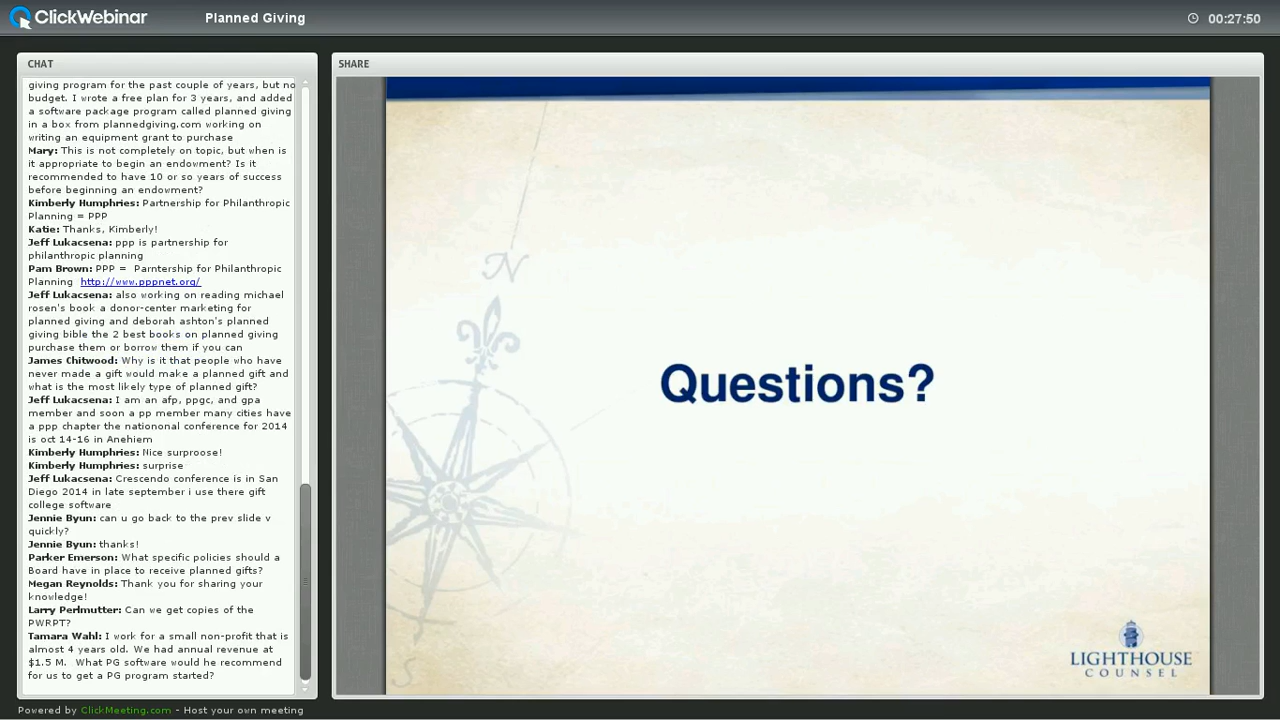 ClickWebinar
Planned Giving
00:27:50
CHAT
giving program for the past couple of years, but no
budget. I wrote a free plan for 3 years, and added
a software package program called planned giving
in a box from plannedgiving.com working on
writing an equipment grant to purchase
Mary: This is not completely on topic, but when is
it appropriate to begin an endowment? Is it
recommended to have 10 or so years of success
before beginning an endowment?
Kimberly Humphries: Partnership for Philanthropic
Planning = PPP
Katie: Thanks, Kimberly!
Jeff Lukacsena: ppp is partnership for
philanthropic planning
Pam Brown: PPP = Parntership for Philanthropic
Planning http://www.pppnet.org/
Jeff Lukacsena: also working on reading michael
rosen's book a donor-center marketing for
planned giving and deborah ashton's planned
giving bible the 2 best books on planned giving
purchase them or borrow them if you can
James Chitwood: Why is it that people who have
never made a gift would make a planned gift and
what is the most likely type of planned gift?
Jeff Lukacsena: I am an afp, ppgc, and gpa
member and soon a pp member many cities have
a ppp chapter the nationonal conference for 2014
is oct 14-16 in Anehiem
Kimberly Humphries: Nice surproose!
Kimberly Humphries: surprise
Jeff Lukacsena: Crescendo conference is in San
Diego 2014 in late september i use there gift
college software
Jennie Byun: can u go back to the prev slide v
quickly?
Jennie Byun: thanks!
Parker Emerson: What specific policies should a
Board have in place to receive planned gifts?
Megan Reynolds: Thank you for sharing your
knowledge!
Larry Perlmutter: Can we get copies of the
PWRPT?
Tamara Wahl: I work for a small non-profit that is
almost 4 years old. We had annual revenue at
$1.5 M. What PG software would he recommend
for us to get a PG program started?
SHARE
N
Questions?
S
LIGHTHOUSE
COUNSEL
Powered by ClickMeeting.com - Host your own meeting